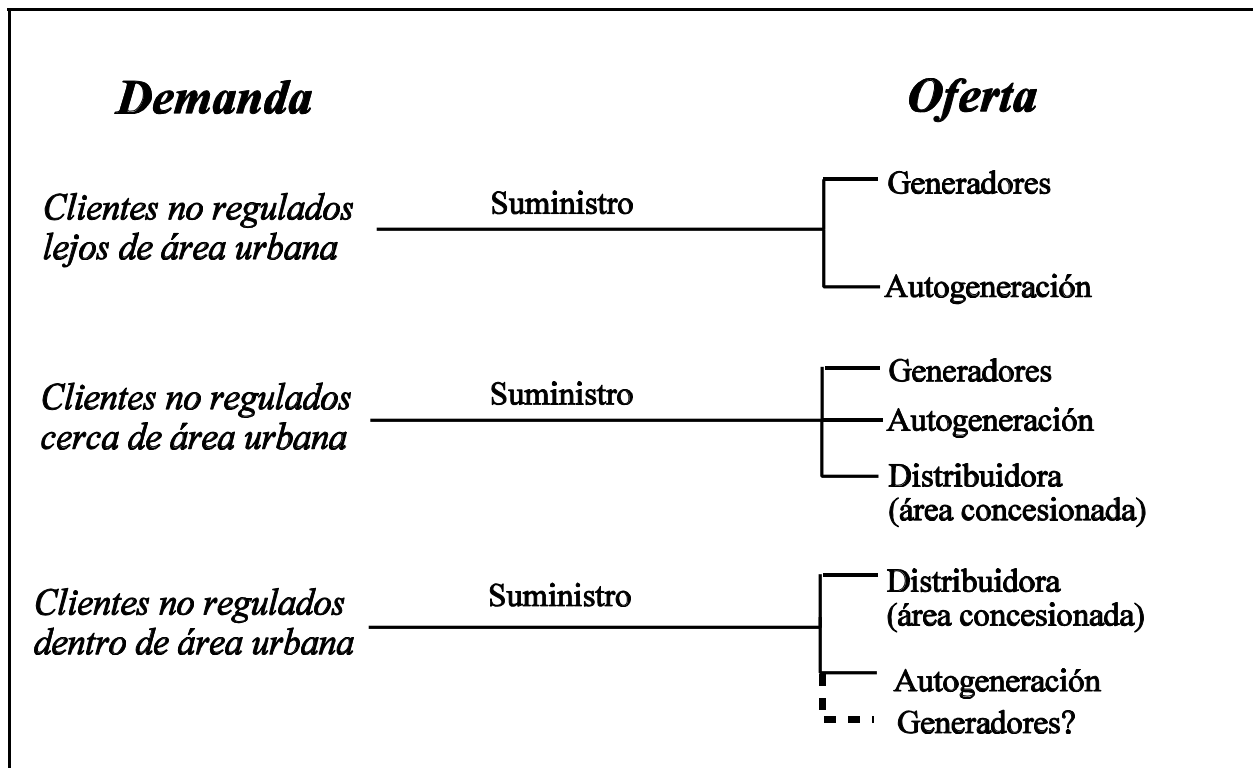 Demanda
Oferta
Clientes no regulados
lejos de área urbana
Suministro
Generadores
Autogeneración
Clientes no regulados
cerca de área urbana
Suministro
Generadores
Autogeneración
Distribuidora
(área concesionada)
Clientes no regulados
dentro de área urbana
Suministro
Distribuidora
(área concesionada)
Autogeneración
Generadores?